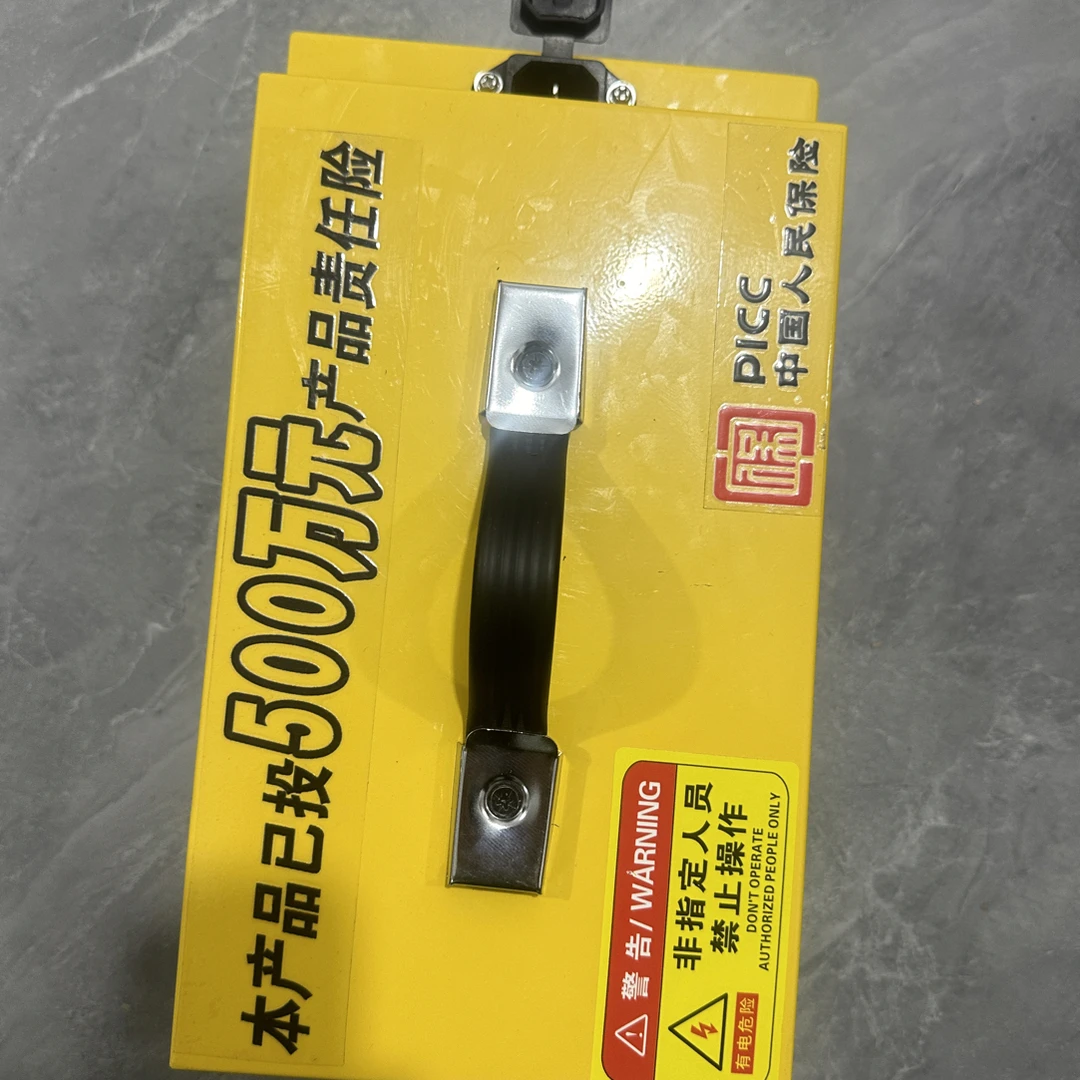 本产品已投500万元产品责任险
PICC
中国人民保险
警告/WARNING
非指定人员
禁止操作
DON'T OPERATE
AUTHORIZED PEOPLE ONLY
有电危险